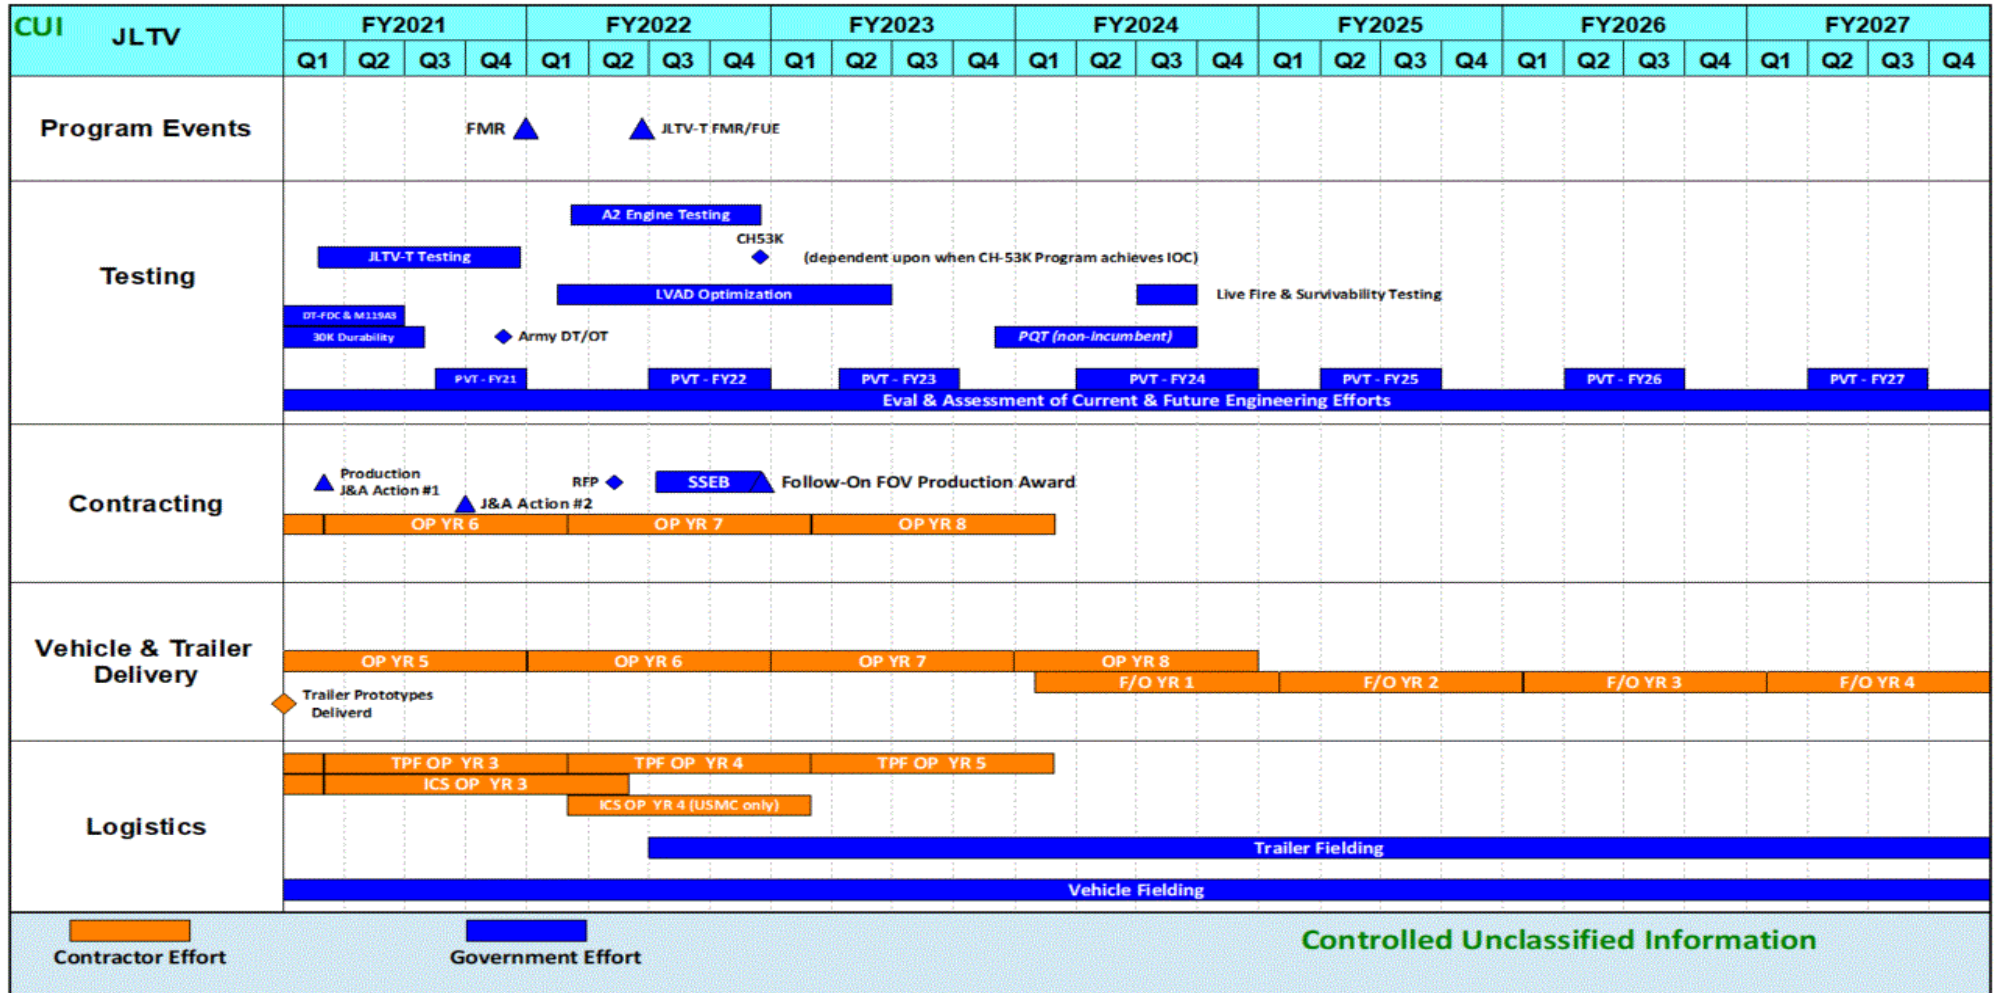 CUI
JLTV
FY2021 FY2022 FY2023 FY2024 FY2025 FY2026 FY2027
Q1 Q2 Q3 Q4 Q1 Q2 Q3 Q4 Q1 Q2 Q3 Q4 Q1 Q2 Q3 Q4 Q1 Q2 Q3 Q4 Q1 Q2 Q3 Q4 Q1 Q2 Q3 Q4
Program Events
FMR
JLTV-T FMR/FUE
Testing
A2 Engine Testing
CH53K
JLTV-T Testing
(dependent upon when CH-53K Program achieves IOC)
LVAD Optimization
Live Fire & Survivability Testing
DT-FDC & M119A3
30K Durability
Army DT/OT
PQT (non-incumbent)
PVT - FY21
PVT - FY22
PVT - FY23
PVT - FY24
PVT - FY25
PVT - FY26
PVT - FY27
Eval & Assessment of Current & Future Engineering Efforts
Contracting
Production
J&A Action #1
J&A Action #2
RFP
SSEB
Follow-On FOV Production Award
OP YR 6
OP YR 7
OP YR 8
Vehicle & Trailer
Delivery
OP YR 5
OP YR 6
OP YR 7
OP YR 8
F/O YR 1
F/O YR 2
F/O YR 3
F/O YR 4
Trailer Prototypes
Deliverd
Logistics
TPF OP YR 3
TPF OP YR 4
TPF OP YR 5
ICS OP YR 3
ICS OP YR 4 (USMC only)
Trailer Fielding
Vehicle Fielding
Contractor Effort
Government Effort
Controlled Unclassified Information